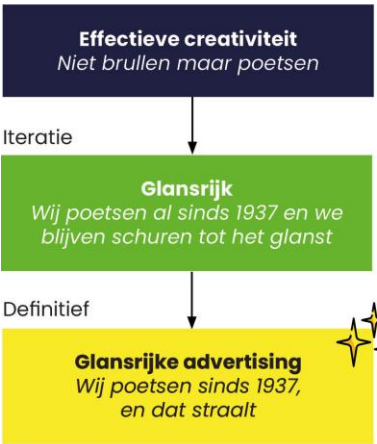 Effectieve creativiteit
Niet brullen maar poetsen
Iteratie
Glansrijk
Wij poetsen al sinds 1937 en we
blijven schuren tot het glanst
Definitief
Glansrijke advertising
Wij poetsen sinds 1937,
en dat straalt